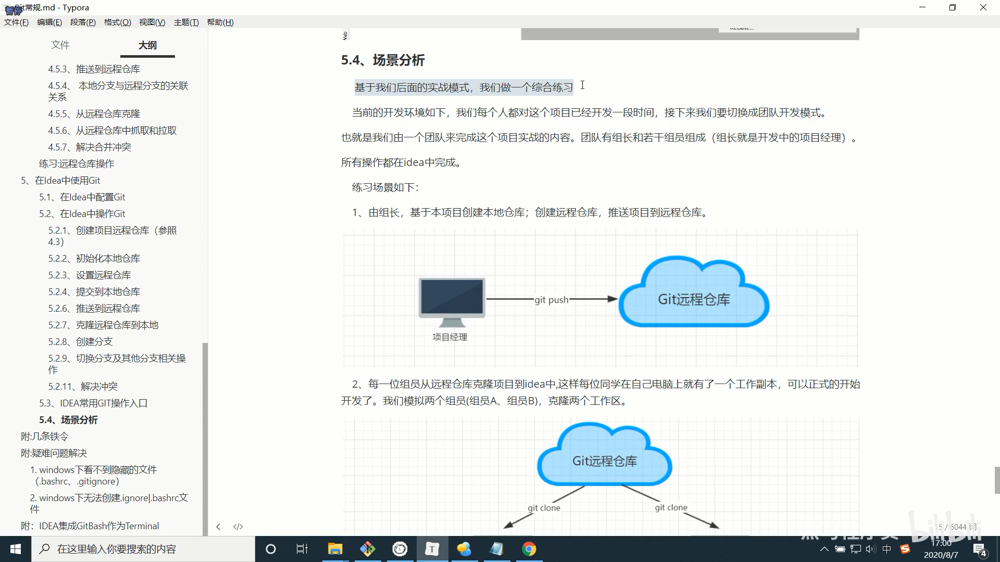 暂停
Git常规.md - Typora
文件(F) 编辑(E) 段落(P) 格式(O) 视图(V) 主题(T) 帮助(H)
文件 大纲
4.5.3、推送到远程仓库
4.5.4、 本地分支与远程分支的关联
关系
4.5.5、从远程仓库克隆
4.5.6、从远程仓库中抓取和拉取
4.5.7、解决合并冲突
练习:远程仓库操作
5、在Idea中使用Git
5.1、在Idea中配置Git
5.2、在Idea中操作Git
5.2.1、创建项目远程仓库（参照
4.3）
5.2.2、初始化本地仓库
5.2.3、设置远程仓库
5.2.4、提交到本地仓库
5.2.6、推送到远程仓库
5.2.7、克隆远程仓库到本地
5.2.8、创建分支
5.2.9、切换分支及其他分支相关操
作
5.2.11、解决冲突
5.3、IDEA常用GIT操作入口
5.4、场景分析
附:几条铁令
附:疑难问题解决
1. windows下看不到隐藏的文件
（.bashrc、.gitignore）
2. windows下无法创建.ignore|.bashrc文
件
附：IDEA集成GitBash作为Terminal
5.4、场景分析
基于我们后面的实战模式，我们做一个综合练习
当前的开发环境如下，我们每个人都对这个项目已经开发一段时间，接下来我们要切换成团队开发模式。
也就是我们由一个团队来完成这个项目实战的内容。团队有组长和若干组员组成（组长就是开发中的项目经理）。
所有操作都在idea中完成。
练习场景如下：
1、由组长，基于本项目创建本地仓库；创建远程仓库，推送项目到远程仓库。
git push
Git远程仓库
项目经理
2、每一位组员从远程仓库克隆项目到idea中,这样每位同学在自己电脑上就有了一个工作副本，可以正式的开始
开发了。我们模拟两个组员(组员A、组员B)，克隆两个工作区。
Git远程仓库
git clone
git clone
15 / 6044 词
bilibili
在这里输入你要搜索的内容
中
17:00
2020/8/7
4